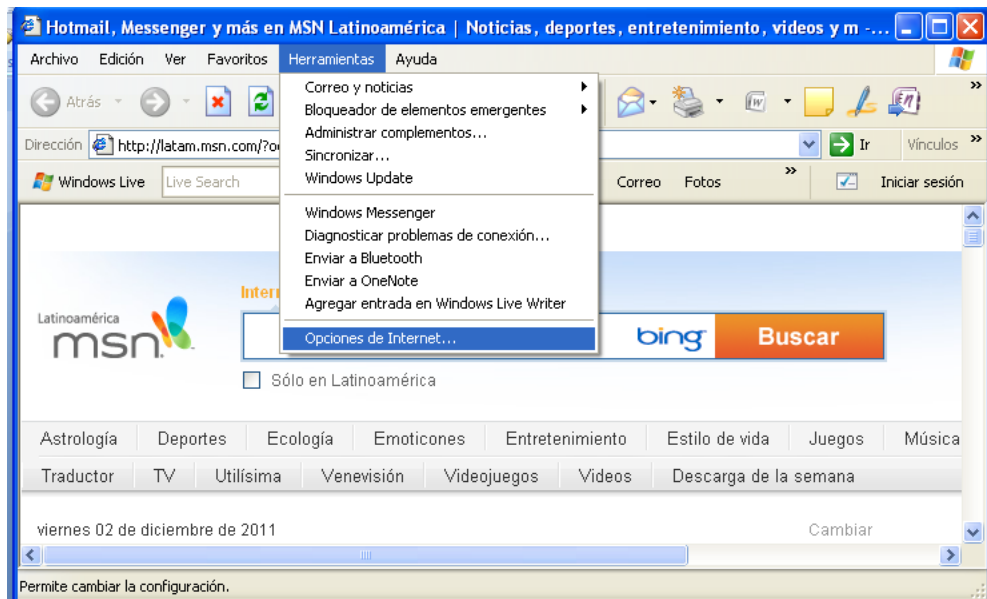 Hotmail, Messenger y más en MSN Latinoamérica | Noticias, deportes, entretenimiento, videos y m -...
Archivo Edición Ver Favoritos Herramientas Ayuda
Atrás
Dirección http://latam.msn.com/?o Ir Vínculos »
Windows Live Live Search Correo Fotos » Iniciar sesión
Correo y noticias
Bloqueador de elementos emergentes
Administrar complementos...
Sincronizar...
Windows Update
Windows Messenger
Diagnosticar problemas de conexión...
Enviar a Bluetooth
Enviar a OneNote
Agregar entrada en Windows Live Writer
Opciones de Internet...
Latinoamérica
msn
bing Buscar
Sólo en Latinoamérica
Astrología Deportes Ecología Emoticones Entretenimiento Estilo de vida Juegos Música
Traductor TV Utilísima Venevisión Videojuegos Videos Descarga de la semana
viernes 02 de diciembre de 2011 Cambiar
Permite cambiar la configuración.